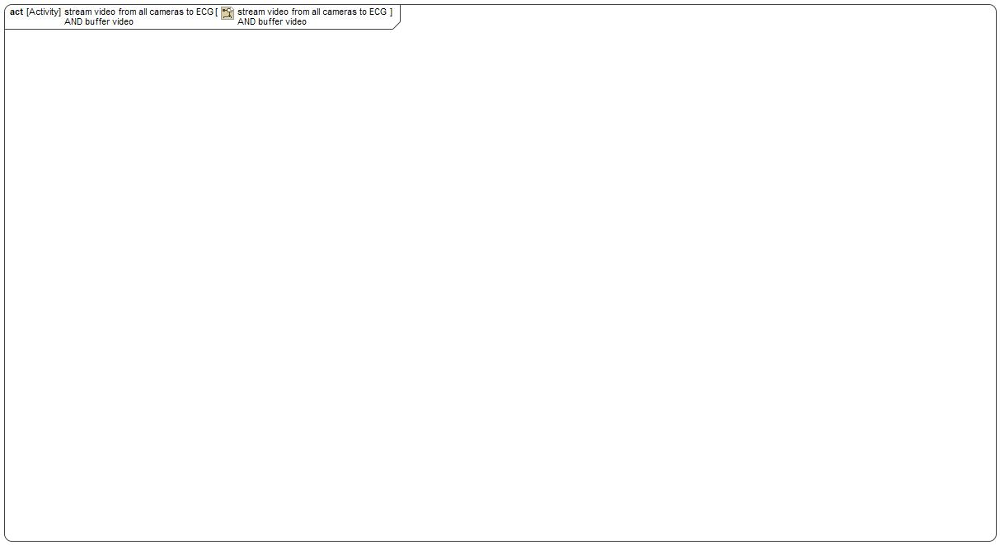 act [Activity] stream video from all cameras to ECG [ stream video from all cameras to ECG ]
AND buffer video AND buffer video